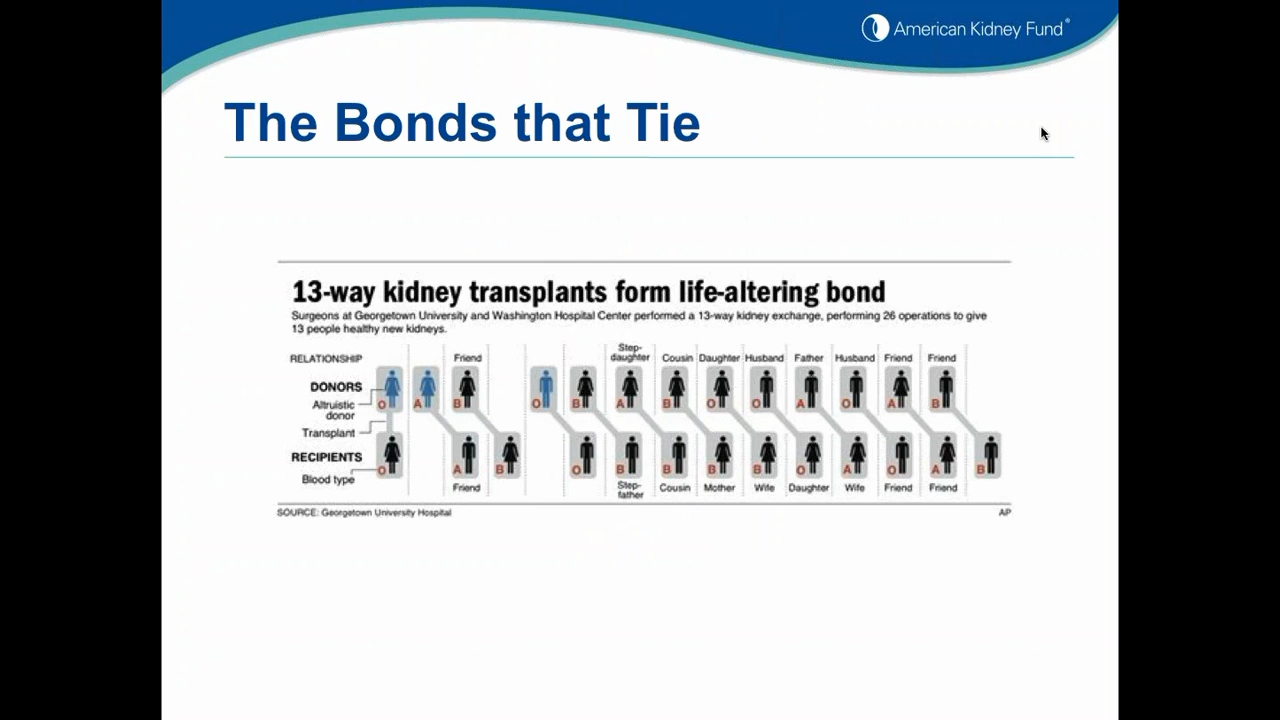 American Kidney Fund®
The Bonds that Tie
13-way kidney transplants form life-altering bond
Surgeons at Georgetown University and Washington Hospital Center performed a 13-way kidney exchange, performing 26 operations to give
13 people healthy new kidneys.
Step-
RELATIONSHIP Friend daughter Cousin Daughter Husband Father Husband Friend Friend
DONORS
Altruistic
donor
O A B O B A B O O A O A B
Transplant
RECIPIENTS
Blood type
O A B O B B B B O A O A B
Friend Step- Cousin Mother Wife Daughter Wife Friend Friend
father
SOURCE: Georgetown University Hospital AP